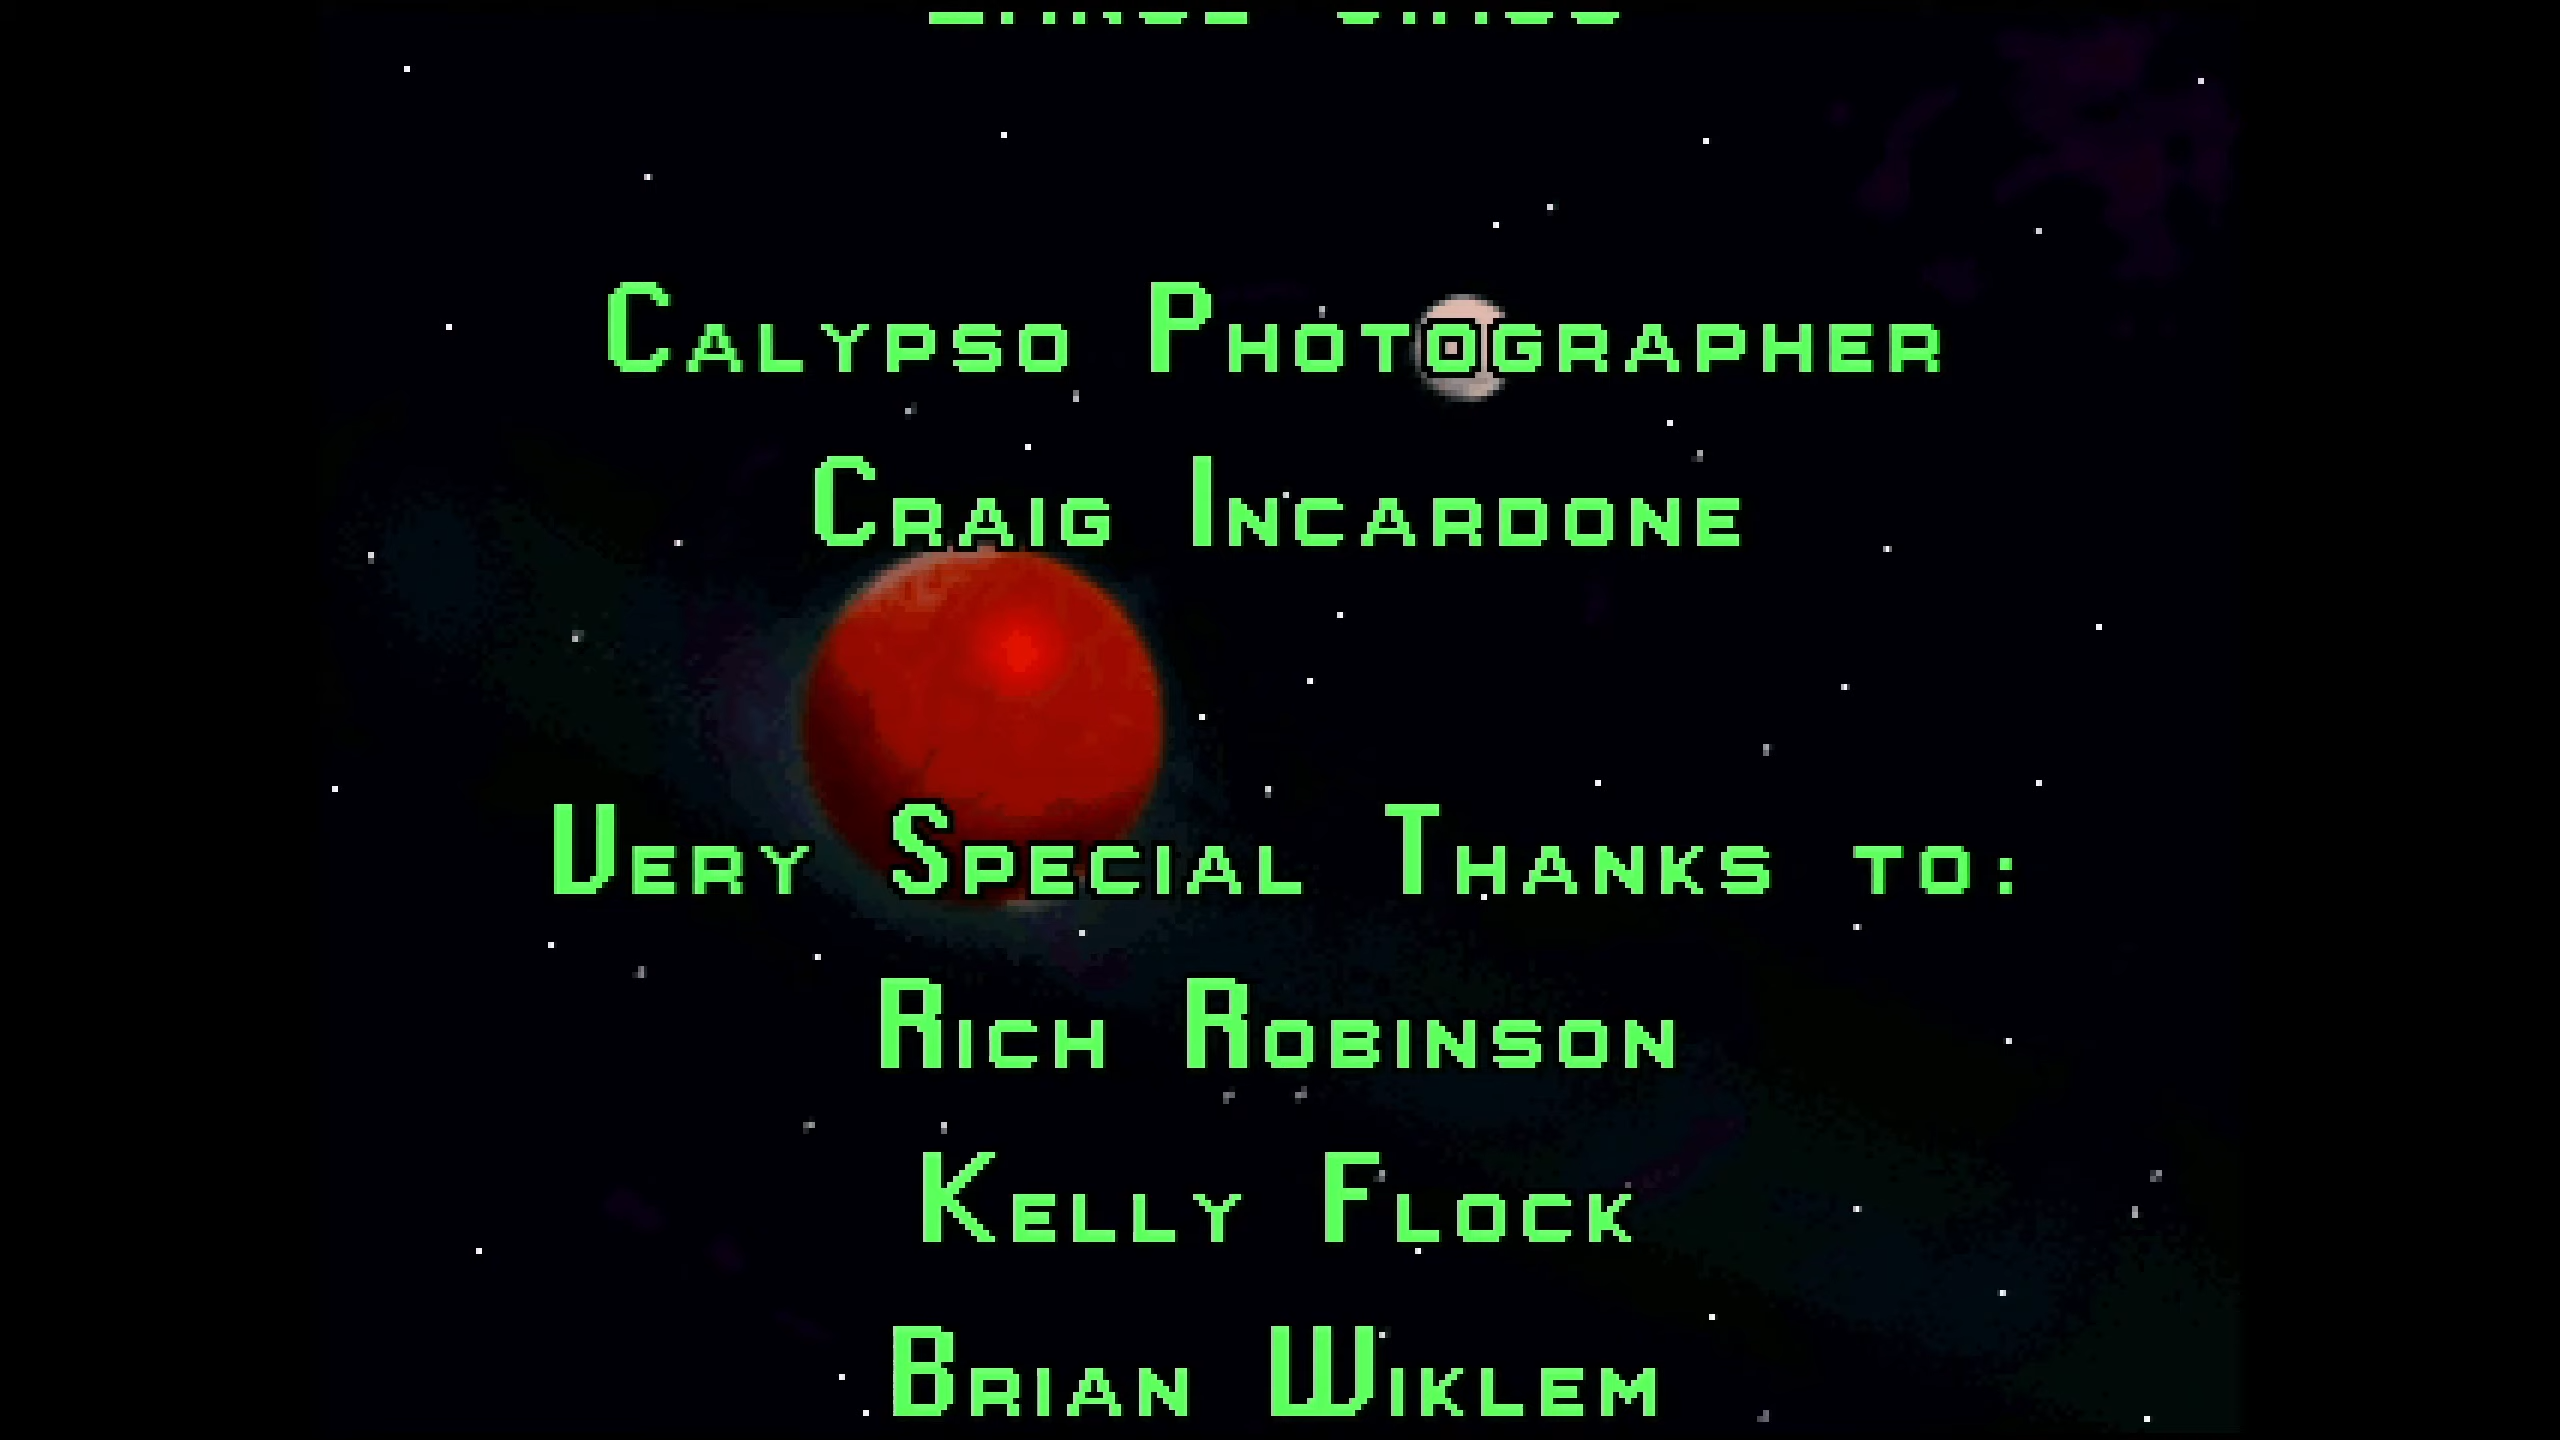 Calypso Photographer
Craig Incardone
Very Special Thanks to:
Rich Robinson
Kelly Flock
Brian Wiklem